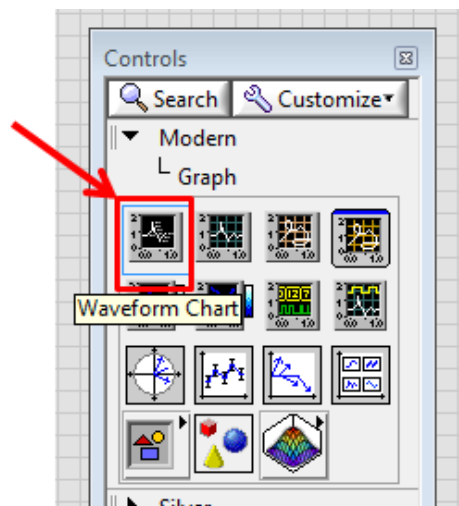 Controls
Search Customize
Modern
Graph
Waveform Chart